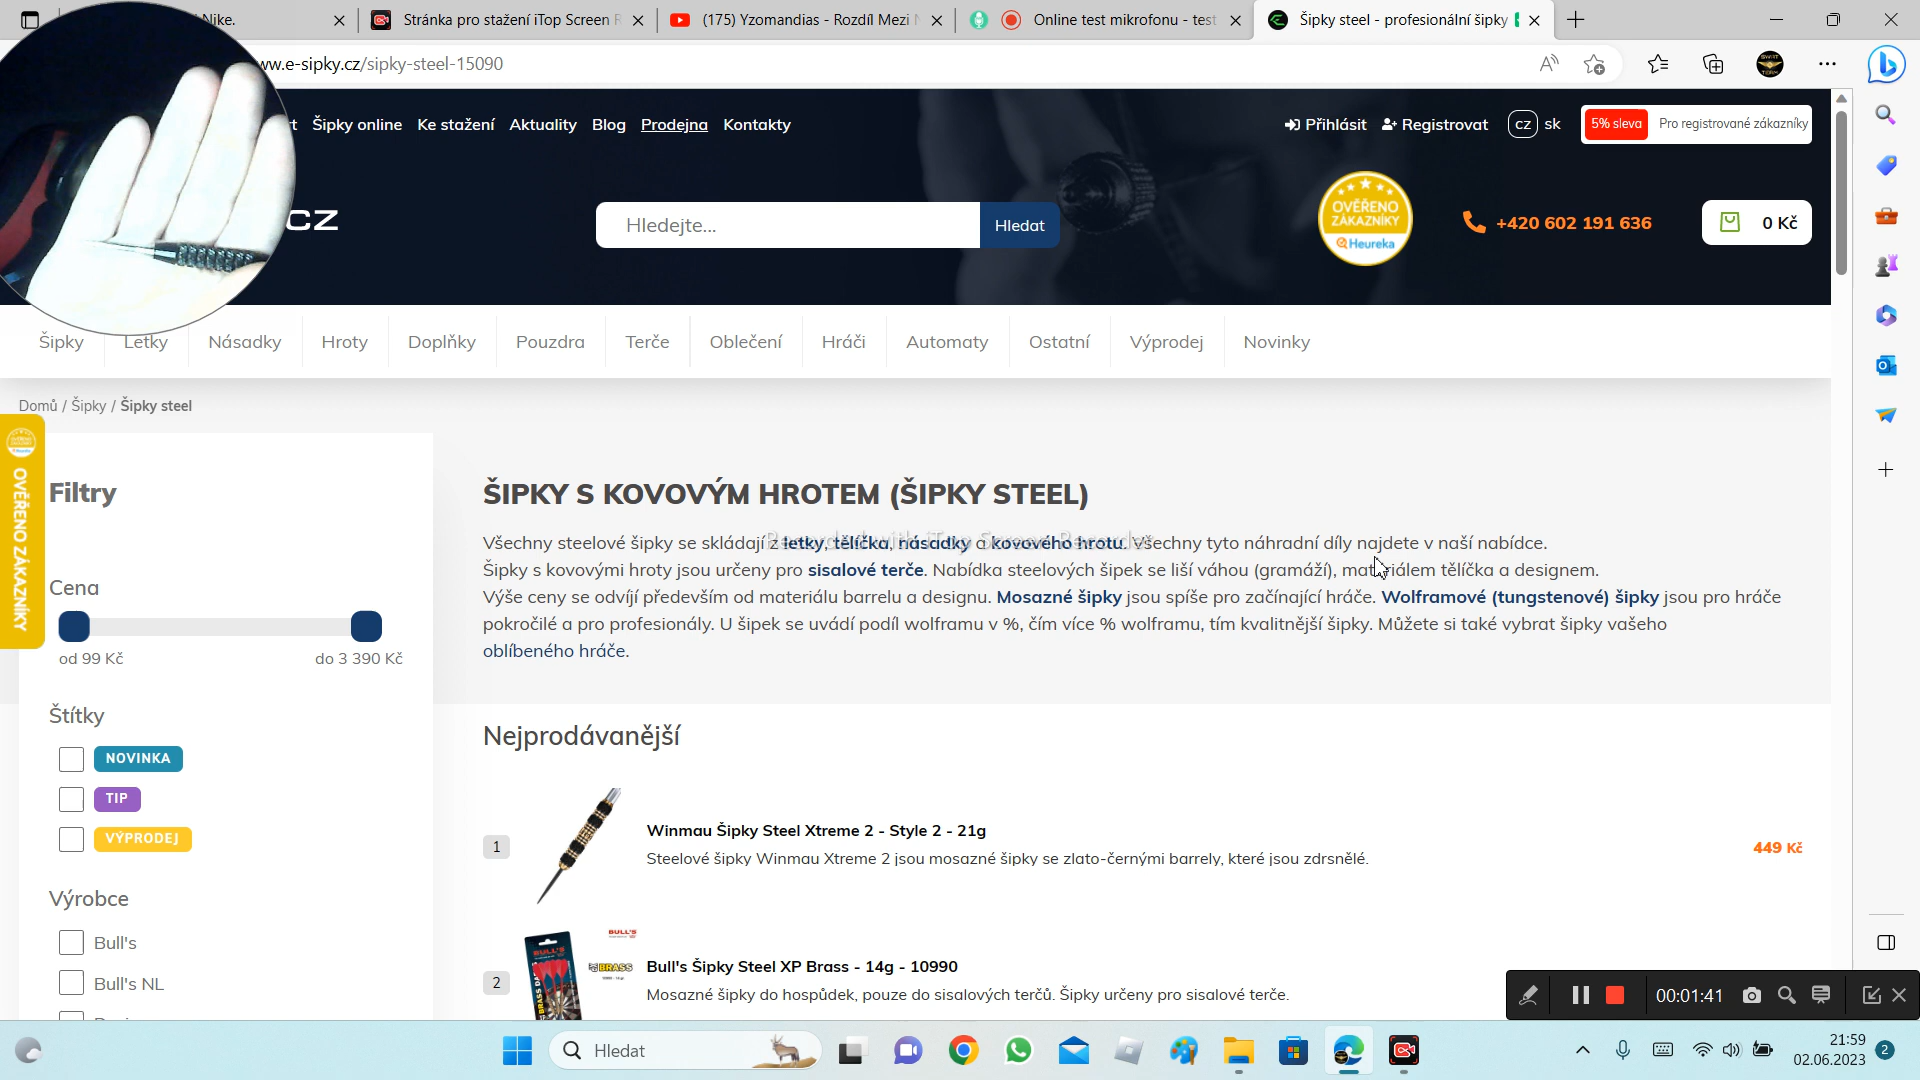 Nike.
Stránka pro stažení iTop Screen R
(175) Yzomandias - Rozdíl Mezi N
Online test mikrofonu - test
Šipky steel - profesionální šipky
ww.e-sipky.cz/sipky-steel-15090
rt Šipky online Ke stažení Aktuality Blog Prodejna Kontakty
Přihlásit Registrovat cz sk 5% sleva Pro registrované zákazníky
CZ
Hledejte...
Hledat
OVĚŘENO ZÁKAZNÍKY Heureka
+420 602 191 636
0 Kč
Šipky Letky Násadky Hroty Doplňky Pouzdra Terče Oblečení Hráči Automaty Ostatní Výprodej Novinky
Domů / Šipky / Šipky steel
OVĚŘENO ZÁKAZNÍKY
Filtry
Cena
od 99 Kč do 3 390 Kč
Štítky
NOVINKA
TIP
VÝPRODEJ
Výrobce
Bull's
Bull's NL
ŠIPKY S KOVOVÝM HROTEM (ŠIPKY STEEL)
Všechny steelové šipky se skládají z letky, tělíčka, násadky a kovového hrotu. Všechny tyto náhradní díly najdete v naší nabídce.
Recorded with iTop Screen Recorder
Šipky s kovovými hroty jsou určeny pro sisalové terče. Nabídka steelových šipek se liší váhou (gramáží), materiálem tělíčka a designem.
Výše ceny se odvíjí především od materiálu barrelu a designu. Mosazné šipky jsou spíše pro začínající hráče. Wolframové (tungstenové) šipky jsou pro hráče
pokročilé a pro profesionály. U šipek se uvádí podíl wolframu v %, čím více % wolframu, tím kvalitnější šipky. Můžete si také vybrat šipky vašeho
oblíbeného hráče.
Nejprodávanější
1
Winmau Šipky Steel Xtreme 2 - Style 2 - 21g
Steelové šipky Winmau Xtreme 2 jsou mosazné šipky se zlato-černými barrely, které jsou zdrsnělé.
449 Kč
2
BULL'S
BULL'S
BRASS
Bull's Šipky Steel XP Brass - 14g - 10990
Mosazné šipky do hospůdek, pouze do sisalových terčů. Šipky určeny pro sisalové terče.
00:01:41
Hledat
21:59
02.06.2023
2